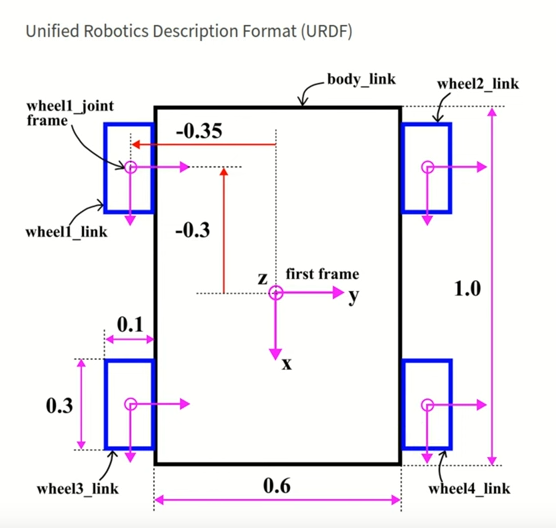 Unified Robotics Description Format (URDF)
body_link
wheel2_link
wheel1_joint
frame
-0.35
wheel1_link
-0.3
z
first frame
y
1.0
x
0.1
0.3
0.6
wheel3_link
wheel4_link